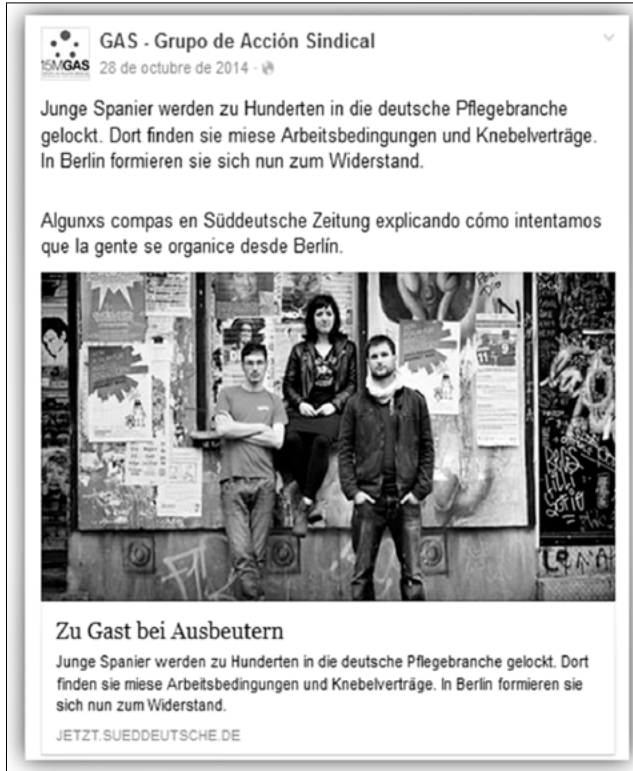 15MGAS
GAS - Grupo de Acción Sindical
28 de octubre de 2014 ·
Junge Spanier werden zu Hunderten in die deutsche Pflegebranche
gelockt. Dort finden sie miese Arbeitsbedingungen und Knebelverträge.
In Berlin formieren sie sich nun zum Widerstand.
Algunxs compas en Süddeutsche Zeitung explicando cómo intentamos
que la gente se organice desde Berlín.
11
Zu Gast bei Ausbeutern
Junge Spanier werden zu Hunderten in die deutsche Pflegebranche gelockt. Dort
finden sie miese Arbeitsbedingungen und Knebelverträge. In Berlin formieren sie
sich nun zum Widerstand.
JETZT.SUEDDEUTSCHE.DE